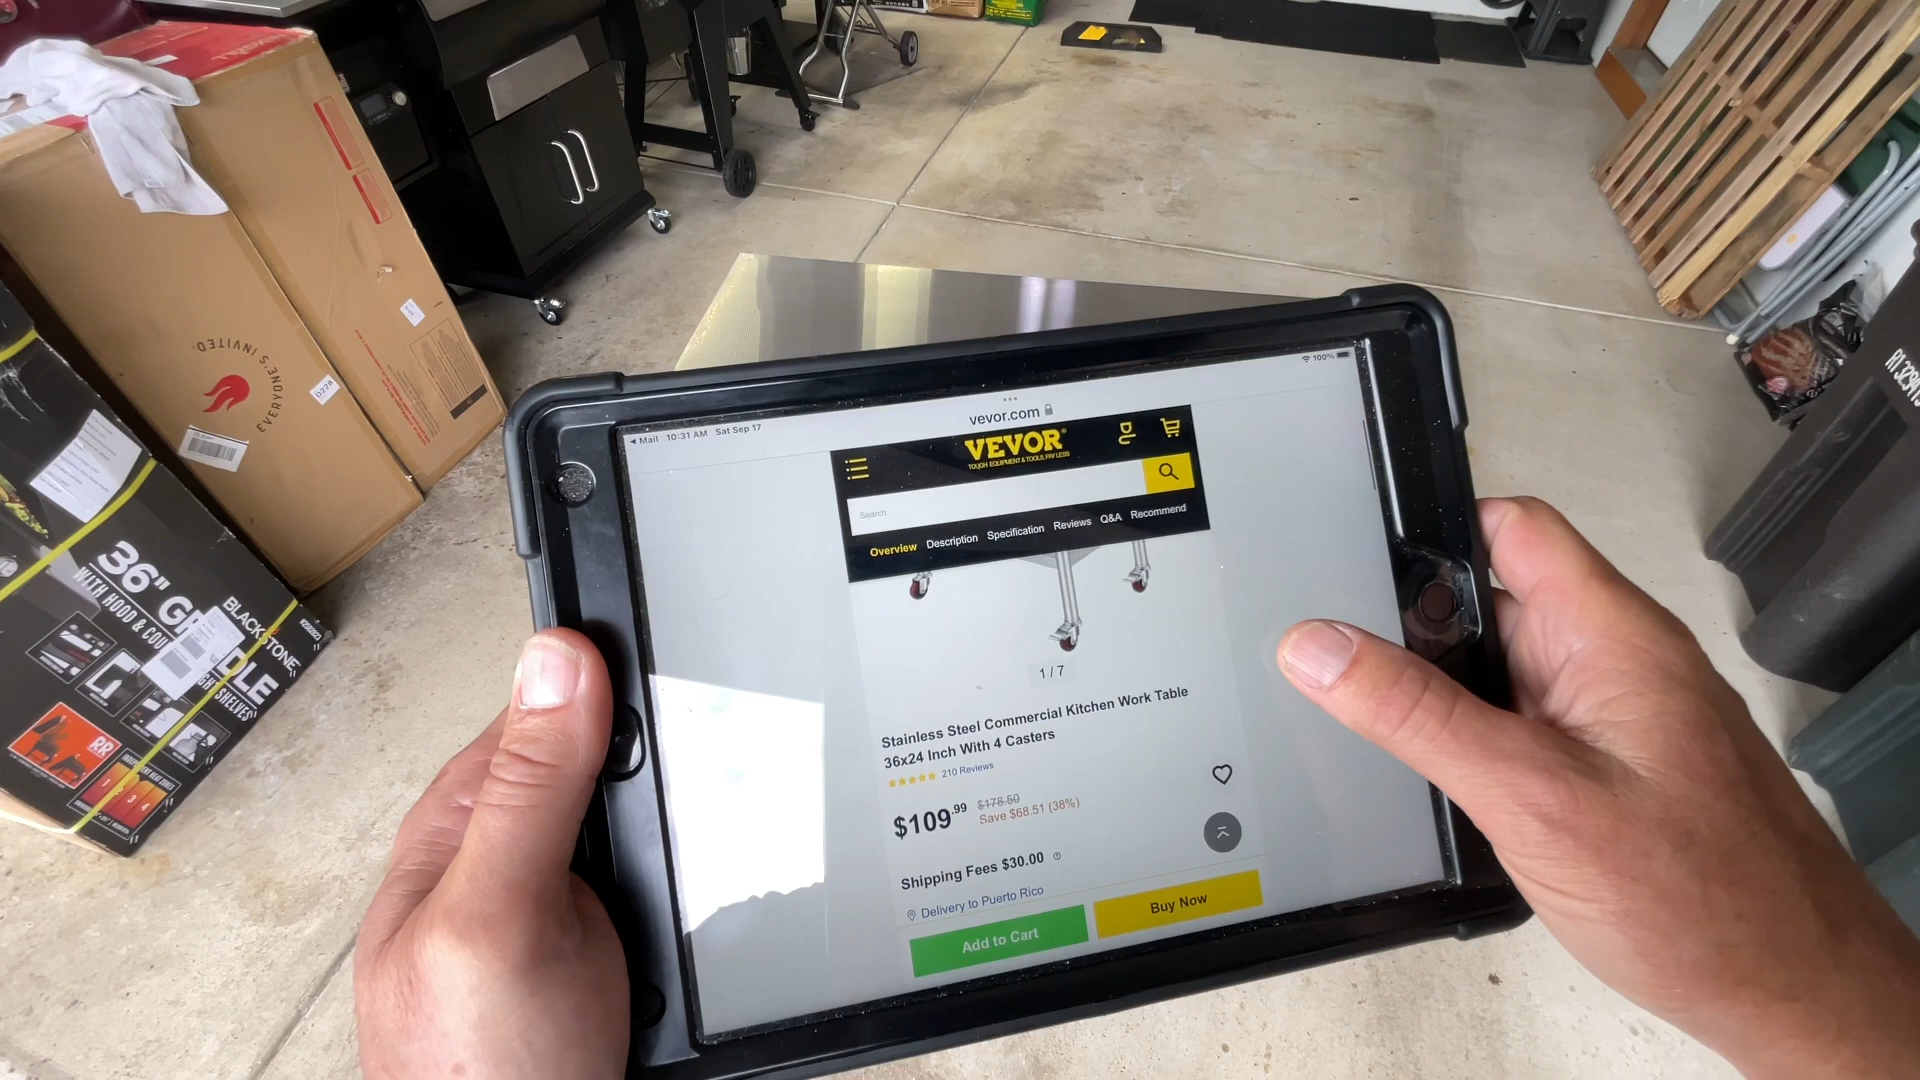 Mail 10:31 AM Sat Sep 17
100%
vevor.com
VEVOR
TOUGH EQUIPMENT & TOOLS, PAY LESS
Search
Overview Description Specification Reviews Q&A Recommend
1 / 7
Stainless Steel Commercial Kitchen Work Table
36x24 Inch With 4 Casters
210 Reviews
$109.99 $178.50
Save $68.51 (38%)
Shipping Fees $30.00
Delivery to Puerto Rico
Add to Cart
Buy Now
EVERYONE'S INVITED
D228
36"
WITH HOOD &
BLACKSTONE
RR